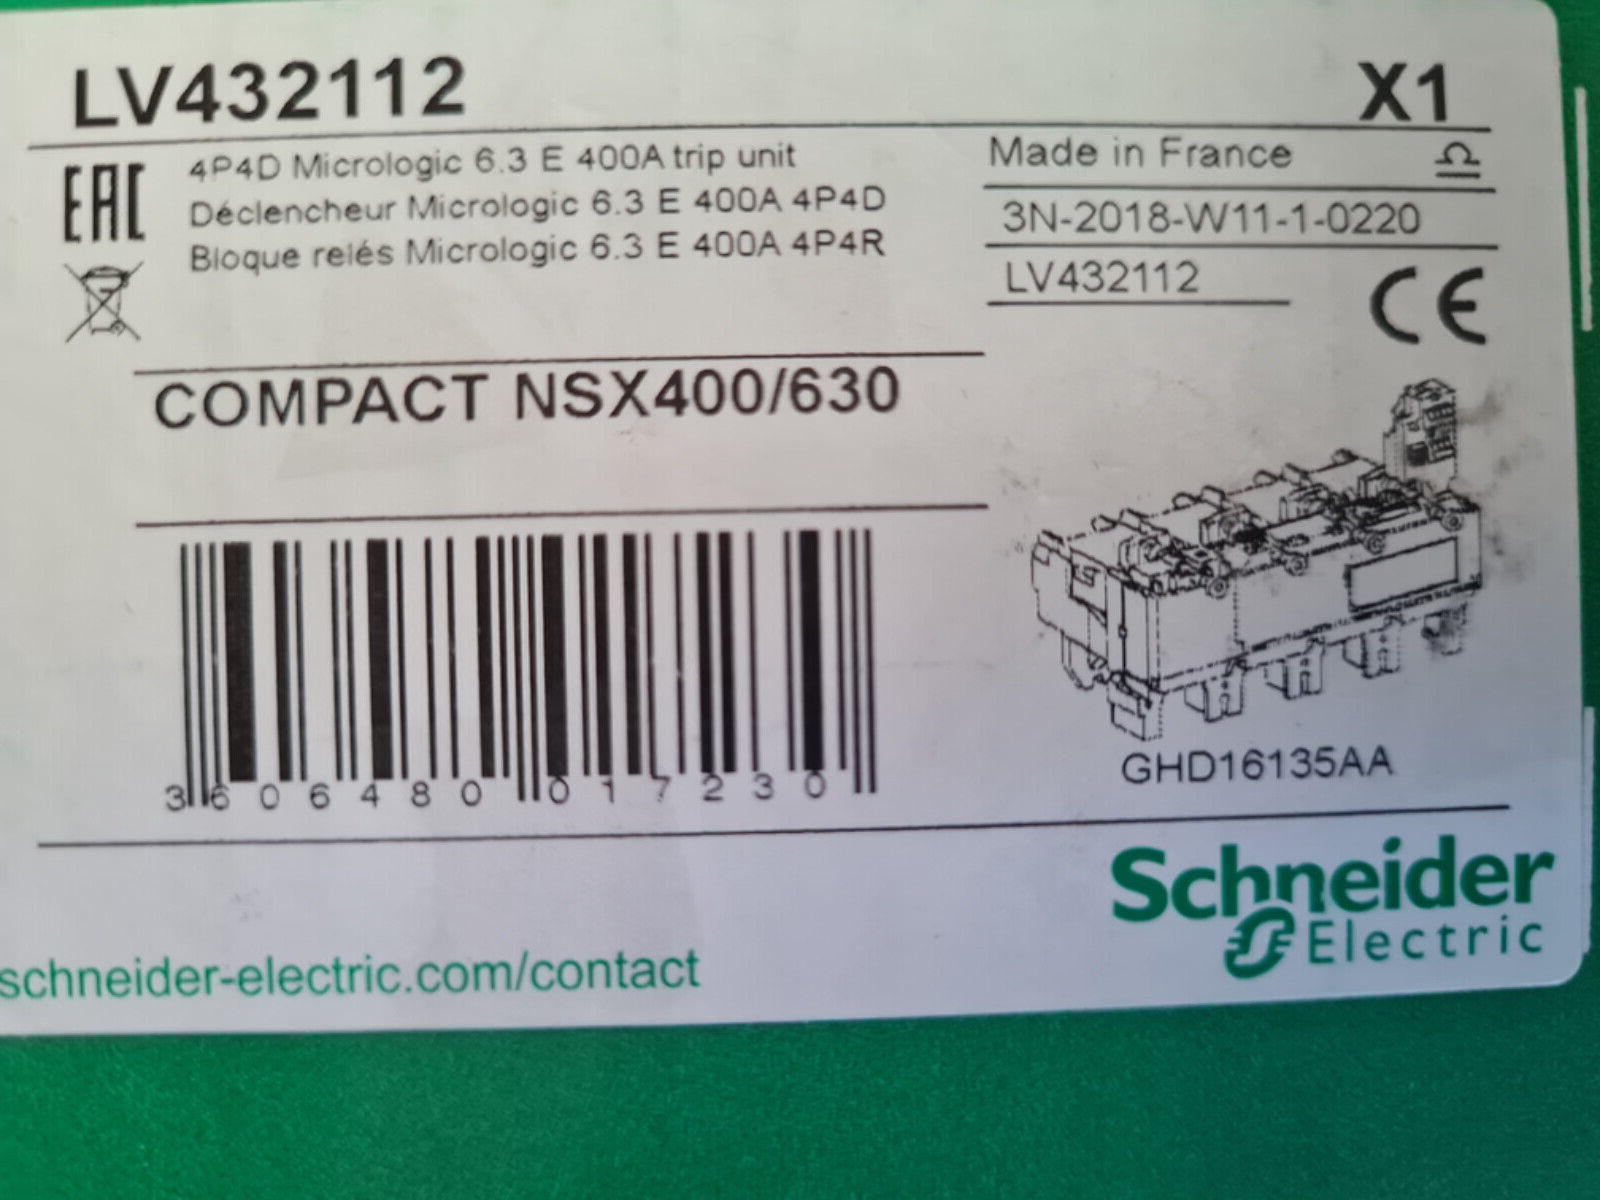 LV432112 X1
EAC
4P4D Micrologic 6.3 E 400A trip unit
Déclencheur Micrologic 6.3 E 400A 4P4D
Bloque relés Micrologic 6.3 E 400A 4P4R
Made in France
3N-2018-W11-1-0220
LV432112
CE
COMPACT NSX400/630
3606480017230
GHD16135AA
Schneider
Electric
schneider-electric.com/contact